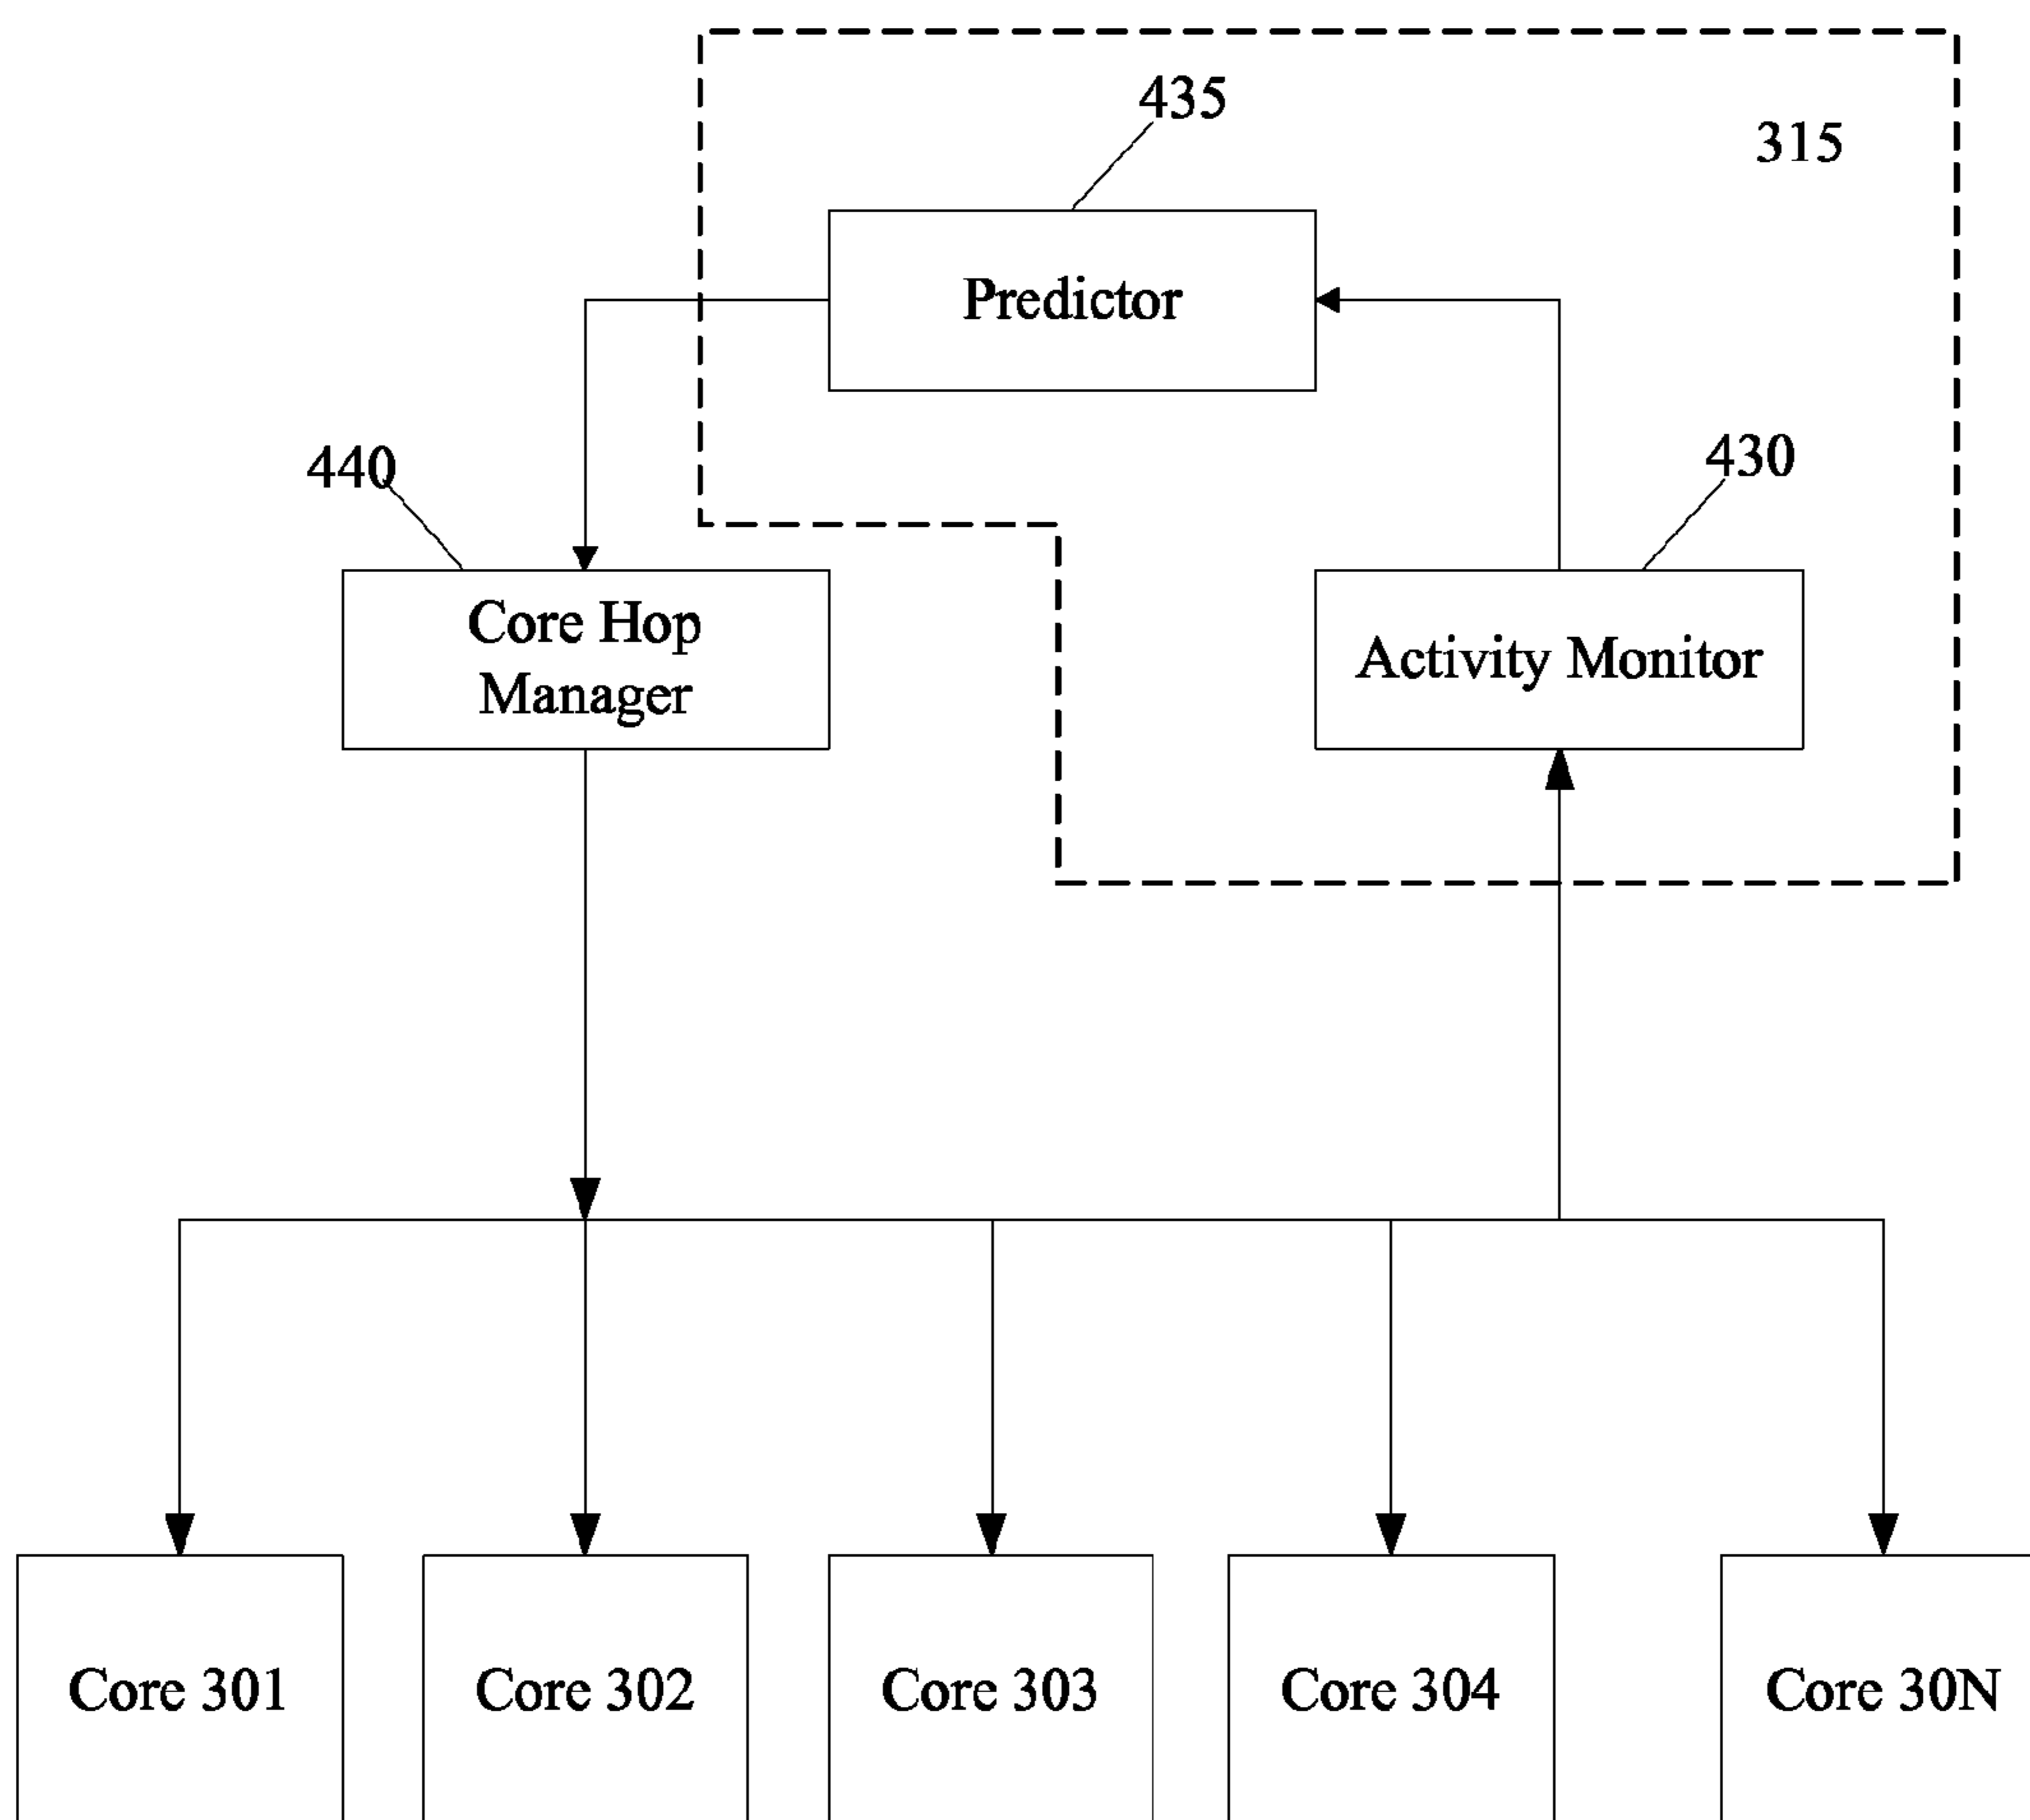 435
315
Predictor
440
430
Core Hop
Manager
Activity Monitor
Core 301
Core 302
Core 303
Core 304
Core 30N